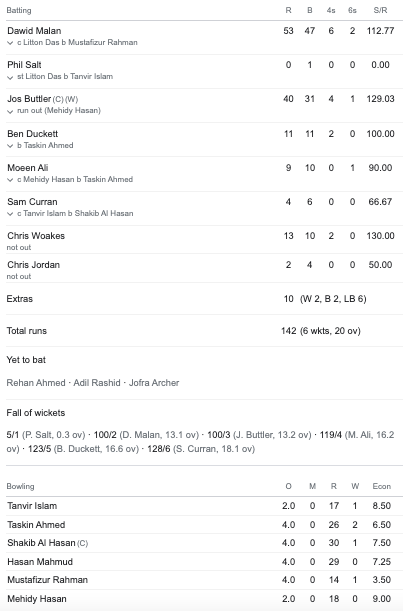 Batting R B 4s 6s S/R
Dawid Malan 53 47 6 2 112.77
c Litton Das b Mustafizur Rahman
Phil Salt 0 1 0 0 0.00
st Litton Das b Tanvir Islam
Jos Buttler (C) (W) 40 31 4 1 129.03
run out (Mehidy Hasan)
Ben Duckett 11 11 2 0 100.00
b Taskin Ahmed
Moeen Ali 9 10 0 1 90.00
c Mehidy Hasan b Taskin Ahmed
Sam Curran 4 6 0 0 66.67
c Tanvir Islam b Shakib Al Hasan
Chris Woakes 13 10 2 0 130.00
not out
Chris Jordan 2 4 0 0 50.00
not out
Extras 10 (W 2, B 2, LB 6)
Total runs 142 (6 wkts, 20 ov)
Yet to bat
Rehan Ahmed · Adil Rashid · Jofra Archer
Fall of wickets
5/1 (P. Salt, 0.3 ov) · 100/2 (D. Malan, 13.1 ov) · 100/3 (J. Buttler, 13.2 ov) · 119/4 (M. Ali, 16.2
ov) · 123/5 (B. Duckett, 16.6 ov) · 128/6 (S. Curran, 18.1 ov)
Bowling O M R W Econ
Tanvir Islam 2.0 0 17 1 8.50
Taskin Ahmed 4.0 0 26 2 6.50
Shakib Al Hasan (C) 4.0 0 30 1 7.50
Hasan Mahmud 4.0 0 29 0 7.25
Mustafizur Rahman 4.0 0 14 1 3.50
Mehidy Hasan 2.0 0 18 0 9.00